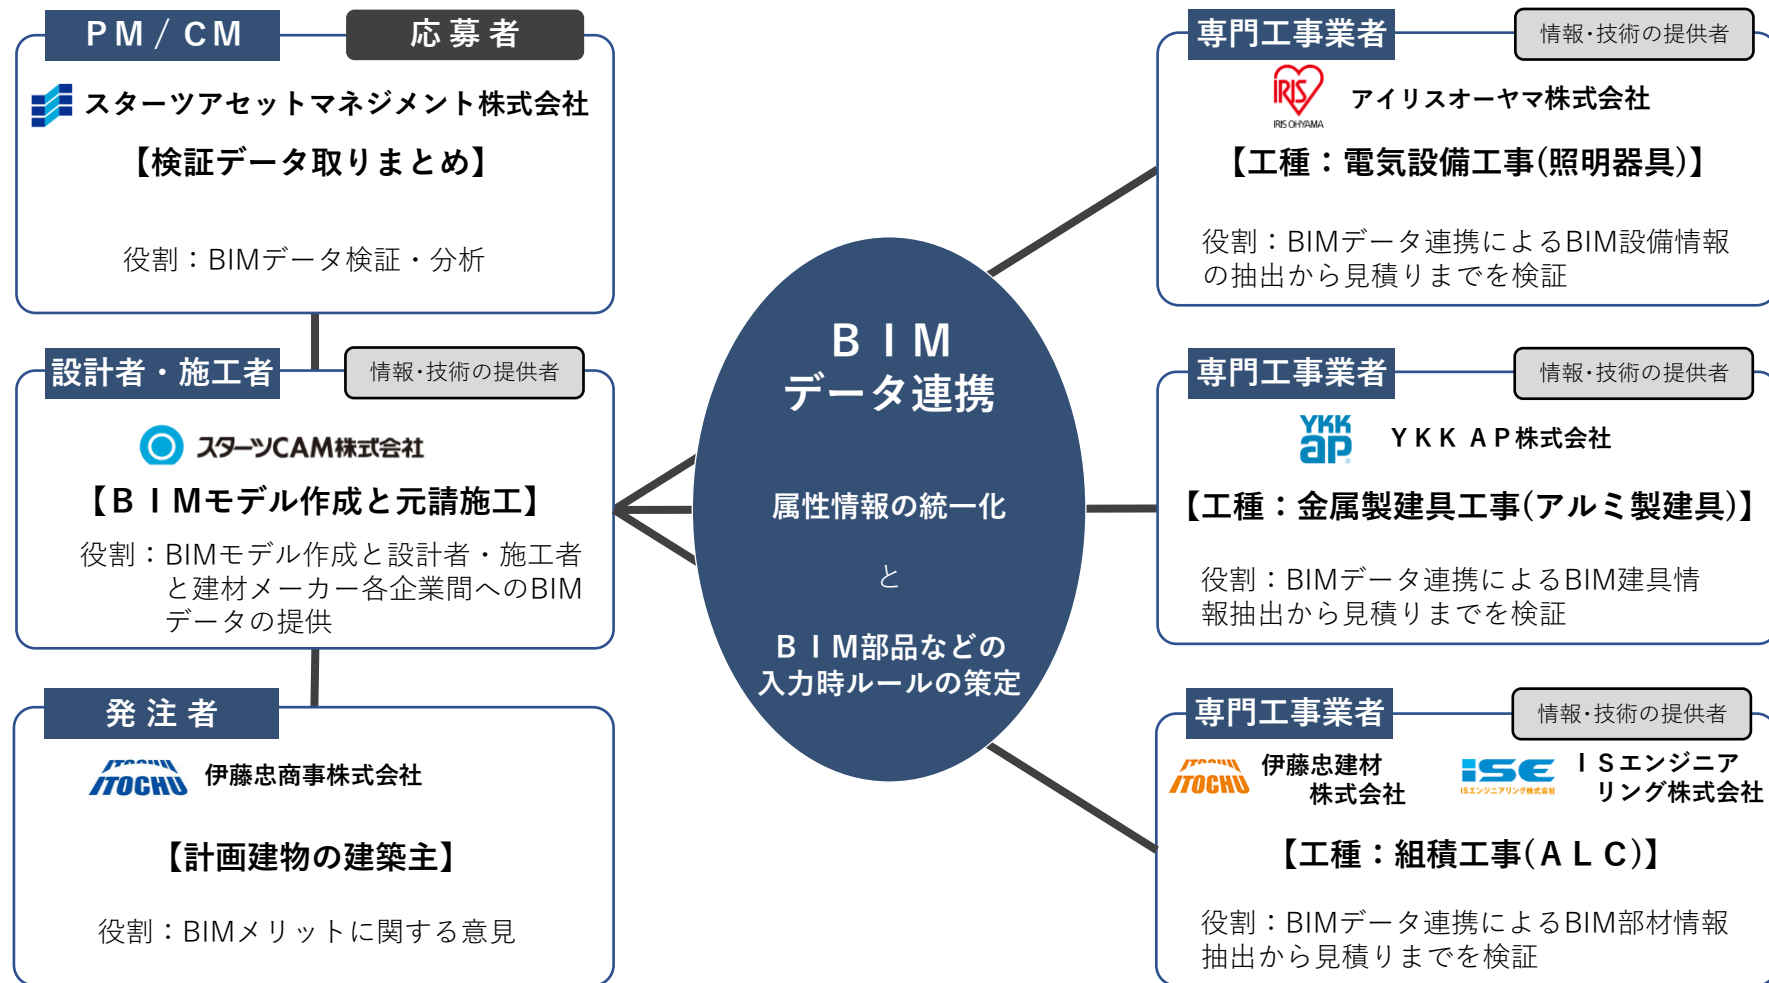 PM/CM
応募者
スターツアセットマネジメント株式会社
【検証データ取りまとめ】
役割：BIMデータ検証・分析
設計者・施工者
情報･技術の提供者
スターツCAM株式会社
【ＢＩＭモデル作成と元請施工】
役割：BIMモデル作成と設計者・施工者
と建材メーカー各企業間へのBIM
データの提供
発注者
ITOCHU
伊藤忠商事株式会社
【計画建物の建築主】
役割：BIMメリットに関する意見
ＢＩＭ
データ連携
属性情報の統一化
と
ＢＩＭ部品などの
入力時ルールの策定
専門工事業者
情報･技術の提供者
IRIS
IRIS OHYAMA
アイリスオーヤマ株式会社
【工種：電気設備工事(照明器具)】
役割：BIMデータ連携によるBIM設備情報
の抽出から見積りまでを検証
専門工事業者
情報･技術の提供者
YKK
ap
ＹＫＫ ＡＰ株式会社
【工種：金属製建具工事(アルミ製建具)】
役割：BIMデータ連携によるBIM建具情
報抽出から見積りまでを検証
専門工事業者
情報･技術の提供者
ITOCHU
伊藤忠建材
株式会社
ISE
ISエンジニアリング株式会社
ＩＳエンジニア
リング株式会社
【工種：組積工事(ＡＬＣ)】
役割：BIMデータ連携によるBIM部材情報
抽出から見積りまでを検証